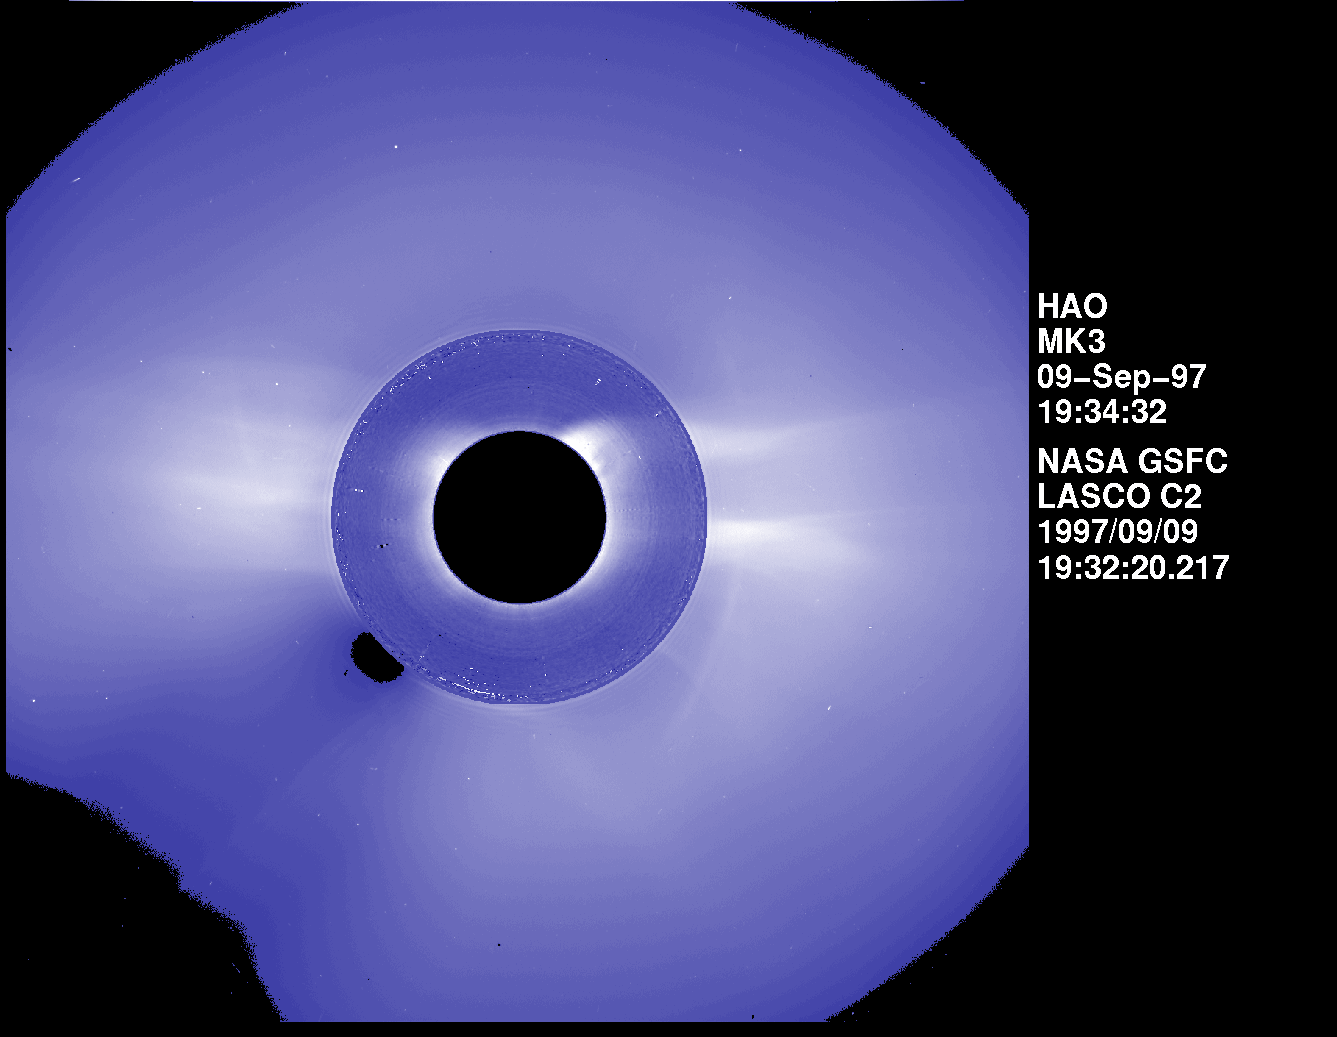 HAO
MK3
09-Sep-97
19:34:32
NASA GSFC
LASCO C2
1997/09/09
19:32:20.217